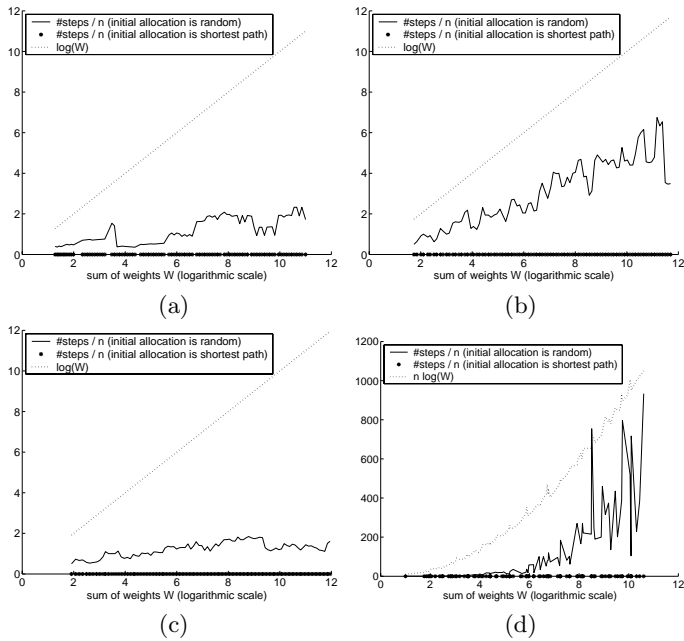 12
10
8
6
4
2
0
#steps / n (initial allocation is random)
#steps / n (initial allocation is shortest path)
log(W)
0 2 4 6 8 10 12
sum of weights W (logarithmic scale)
(a)
12
10
8
6
4
2
0
#steps / n (initial allocation is random)
#steps / n (initial allocation is shortest path)
log(W)
0 2 4 6 8 10 12
sum of weights W (logarithmic scale)
(b)
12
10
8
6
4
2
0
#steps / n (initial allocation is random)
#steps / n (initial allocation is shortest path)
log(W)
0 2 4 6 8 10 12
sum of weights W (logarithmic scale)
(c)
1200
1000
800
600
400
200
0
#steps / n (initial allocation is random)
#steps / n (initial allocation is shortest path)
n log(W)
0 2 4 6 8 10 12
sum of weights W (logarithmic scale)
(d)